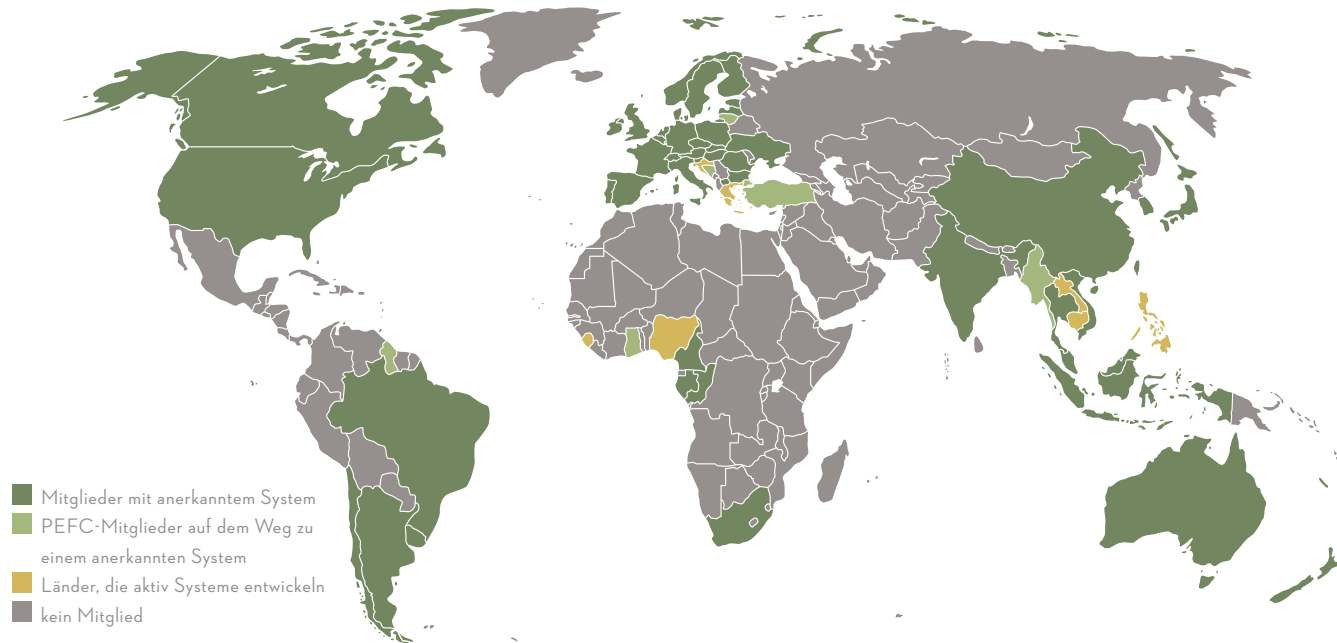 Mitglieder mit anerkanntem System
PEFC-Mitglieder auf dem Weg zu
einem anerkannten System
Länder, die aktiv Systeme entwickeln
kein Mitglied